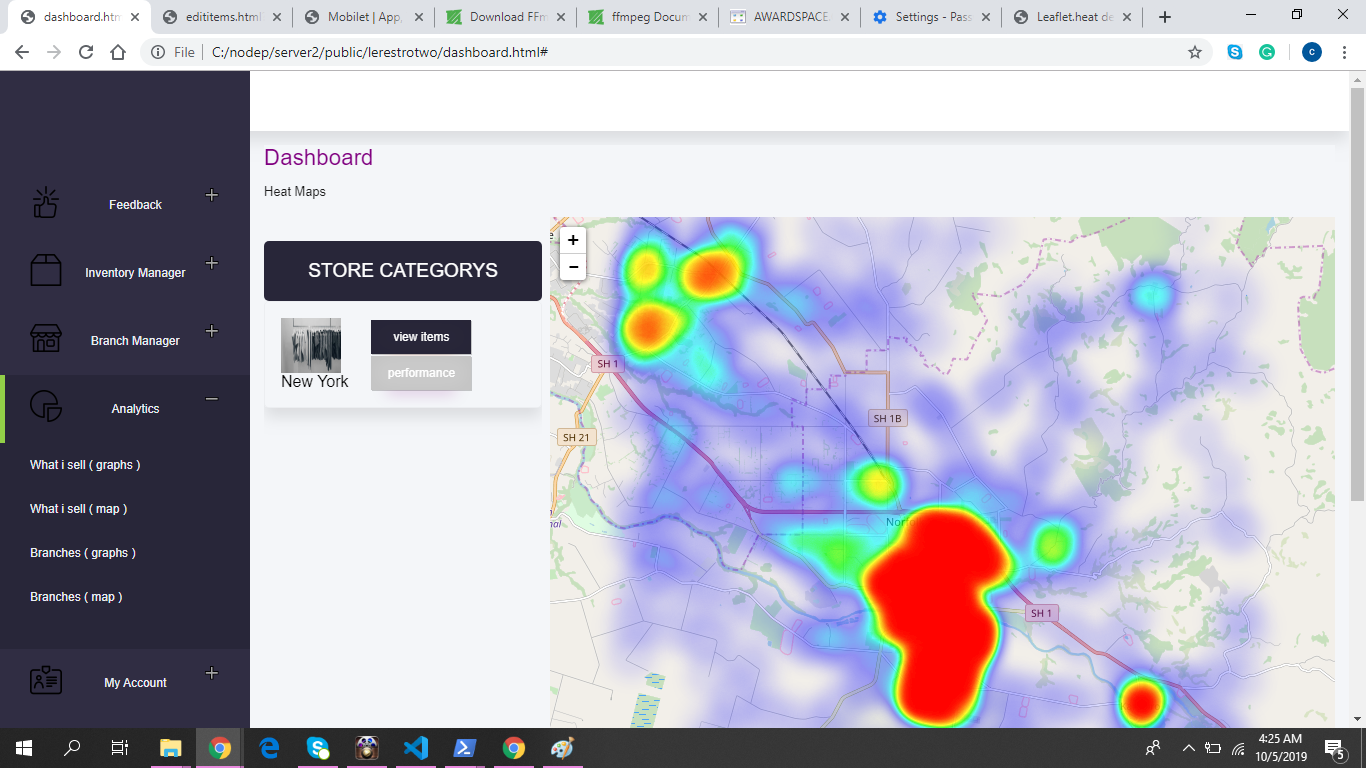 dashboard.htm
edititems.html
Mobilet | App,
Download FFm
ffmpeg Docum
AWARDSPACE.
Settings - Pass
Leaflet.heat de
File
C:/nodep/server2/public/lerestrotwo/dashboard.html#
c
Feedback
Inventory Manager
Branch Manager
Analytics
What i sell ( graphs )
What i sell ( map )
Branches ( graphs )
Branches ( map )
My Account
Dashboard
Heat Maps
STORE CATEGORYS
view items
performance
New York
+
-
SH 1
SH 1B
SH 21
SH 1
4:25 AM
10/5/2019
5